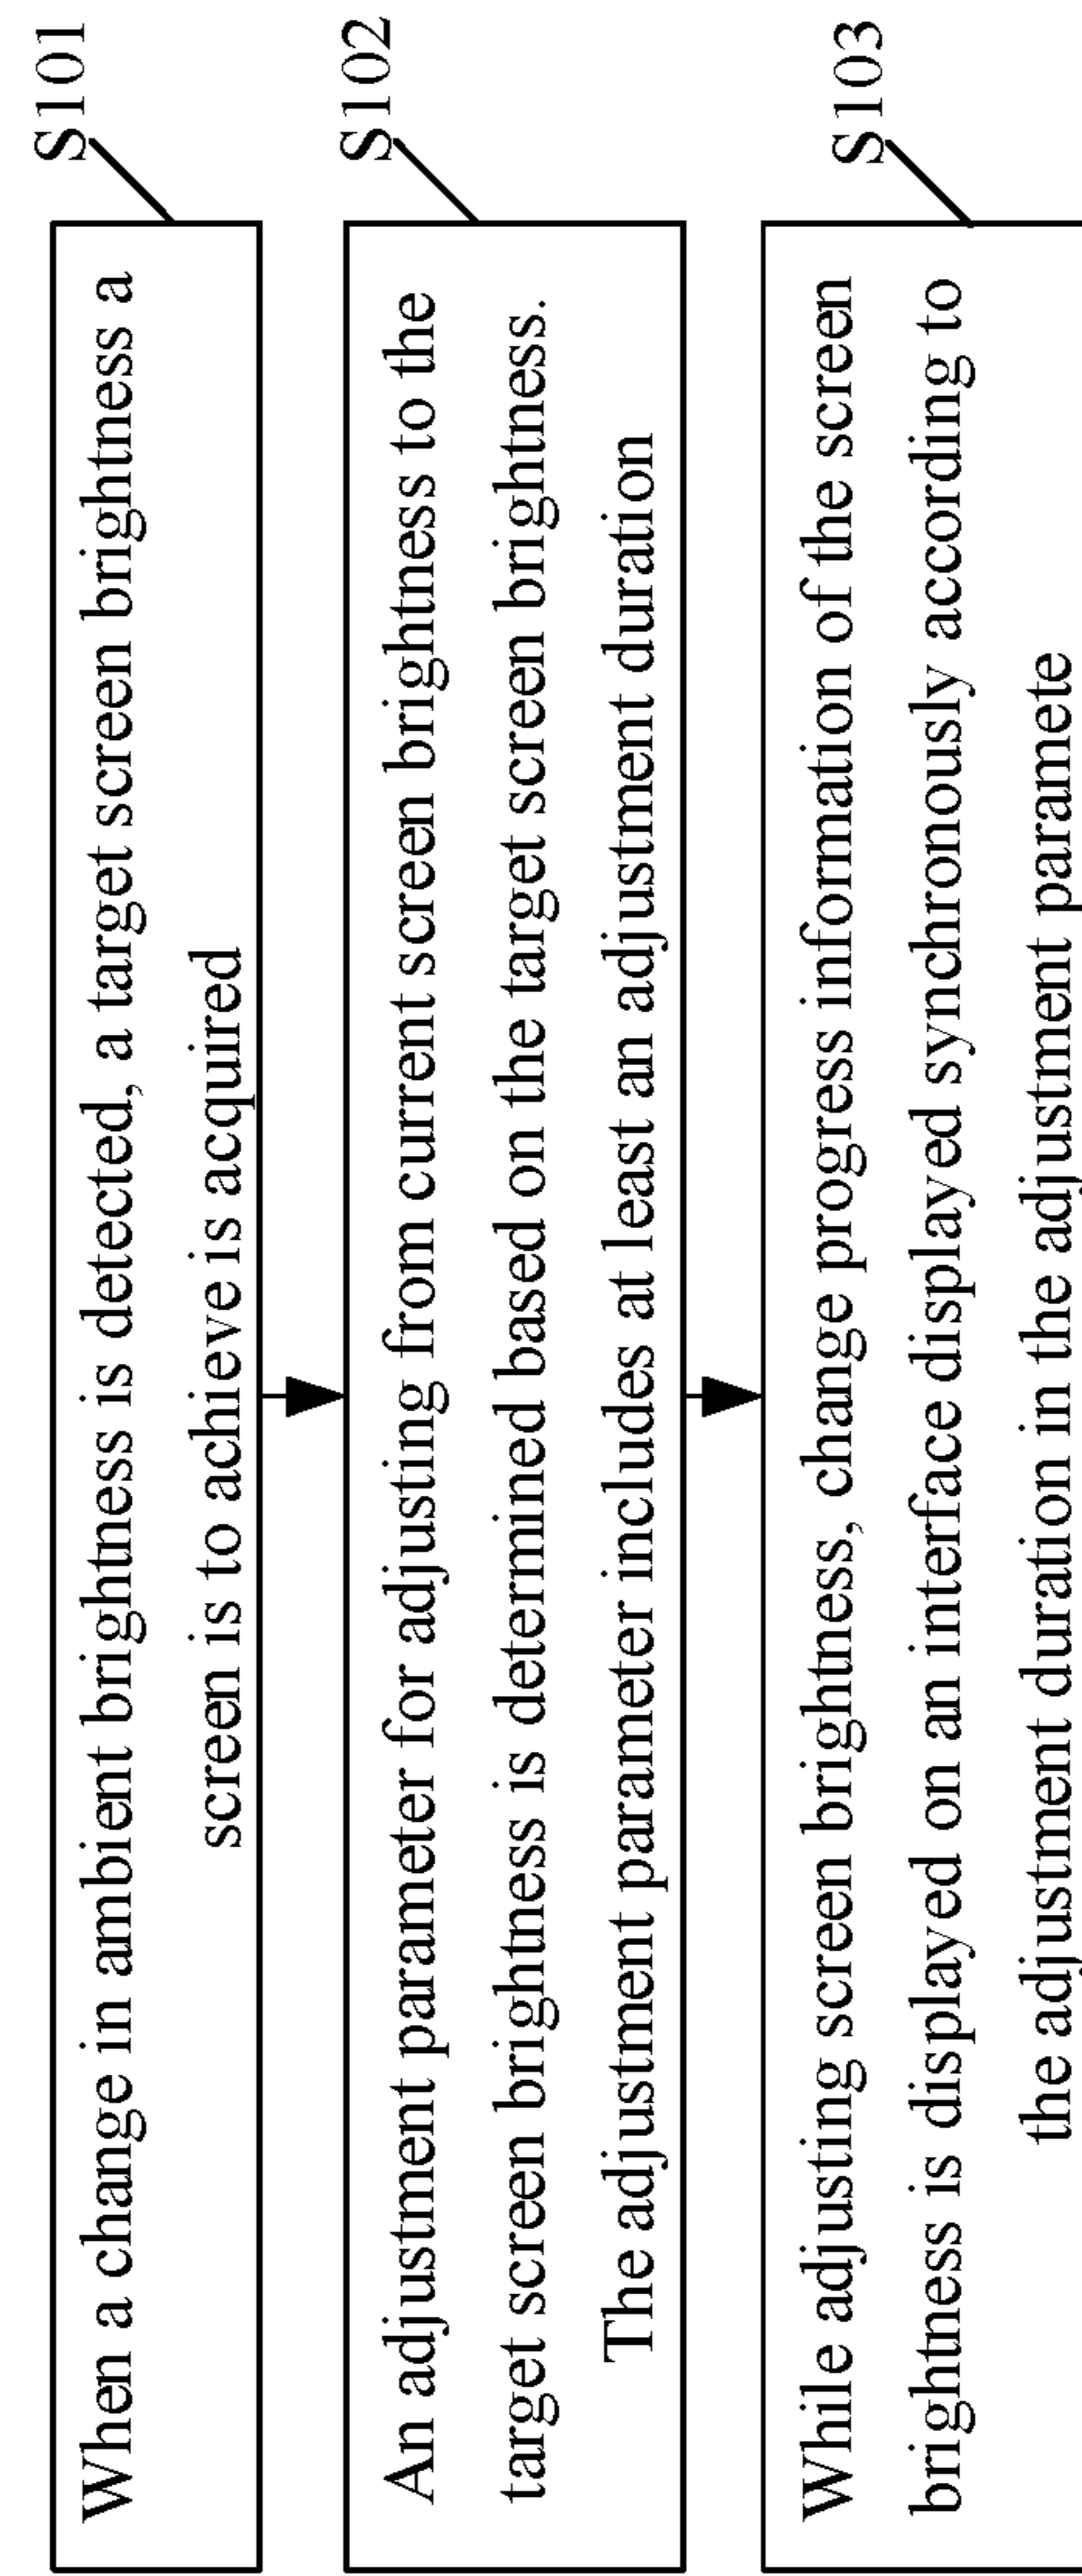 S101
When a change in ambient brightness is detected, a target screen brightness a
screen is to achieve is acquired
S102
An adjustment parameter for adjusting from current screen brightness to the
target screen brightness is determined based on the target screen brightness.
The adjustment parameter includes at least an adjustment duration
S103
While adjusting screen brightness, change progress information of the screen
brightness is displayed on an interface displayed synchronously according to
the adjustment duration in the adjustment paramete